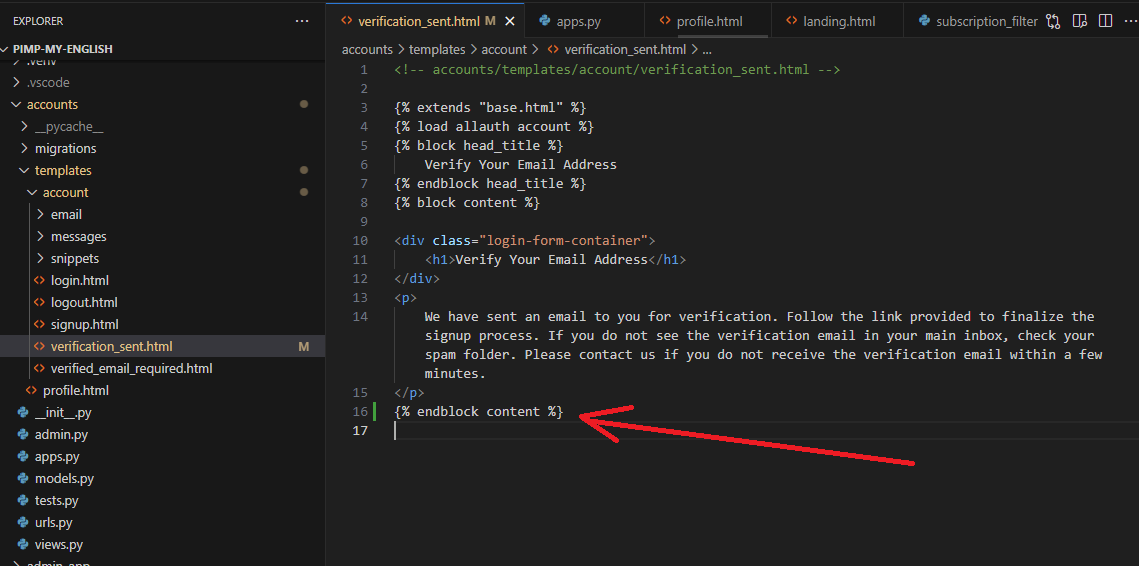 EXPLORER
PIMP-MY-ENGLISH
.venv
.vscode
accounts
__pycache__
migrations
templates
account
email
messages
snippets
login.html
logout.html
signup.html
verification_sent.html M
verified_email_required.html
profile.html
__init__.py
admin.py
apps.py
models.py
tests.py
urls.py
views.py
admin_app
verification_sent.html M apps.py profile.html landing.html subscription_filter
accounts > templates > account > verification_sent.html > ...
1 <!-- accounts/templates/account/verification_sent.html -->
2
3 {% extends "base.html" %}
4 {% load allauth account %}
5 {% block head_title %}
6 Verify Your Email Address
7 {% endblock head_title %}
8 {% block content %}
9
10 <div class="login-form-container">
11 <h1>Verify Your Email Address</h1>
12 </div>
13 <p>
14 We have sent an email to you for verification. Follow the link provided to finalize the
signup process. If you do not see the verification email in your main inbox, check your
spam folder. Please contact us if you do not receive the verification email within a few
minutes.
15 </p>
16 {% endblock content %}
17